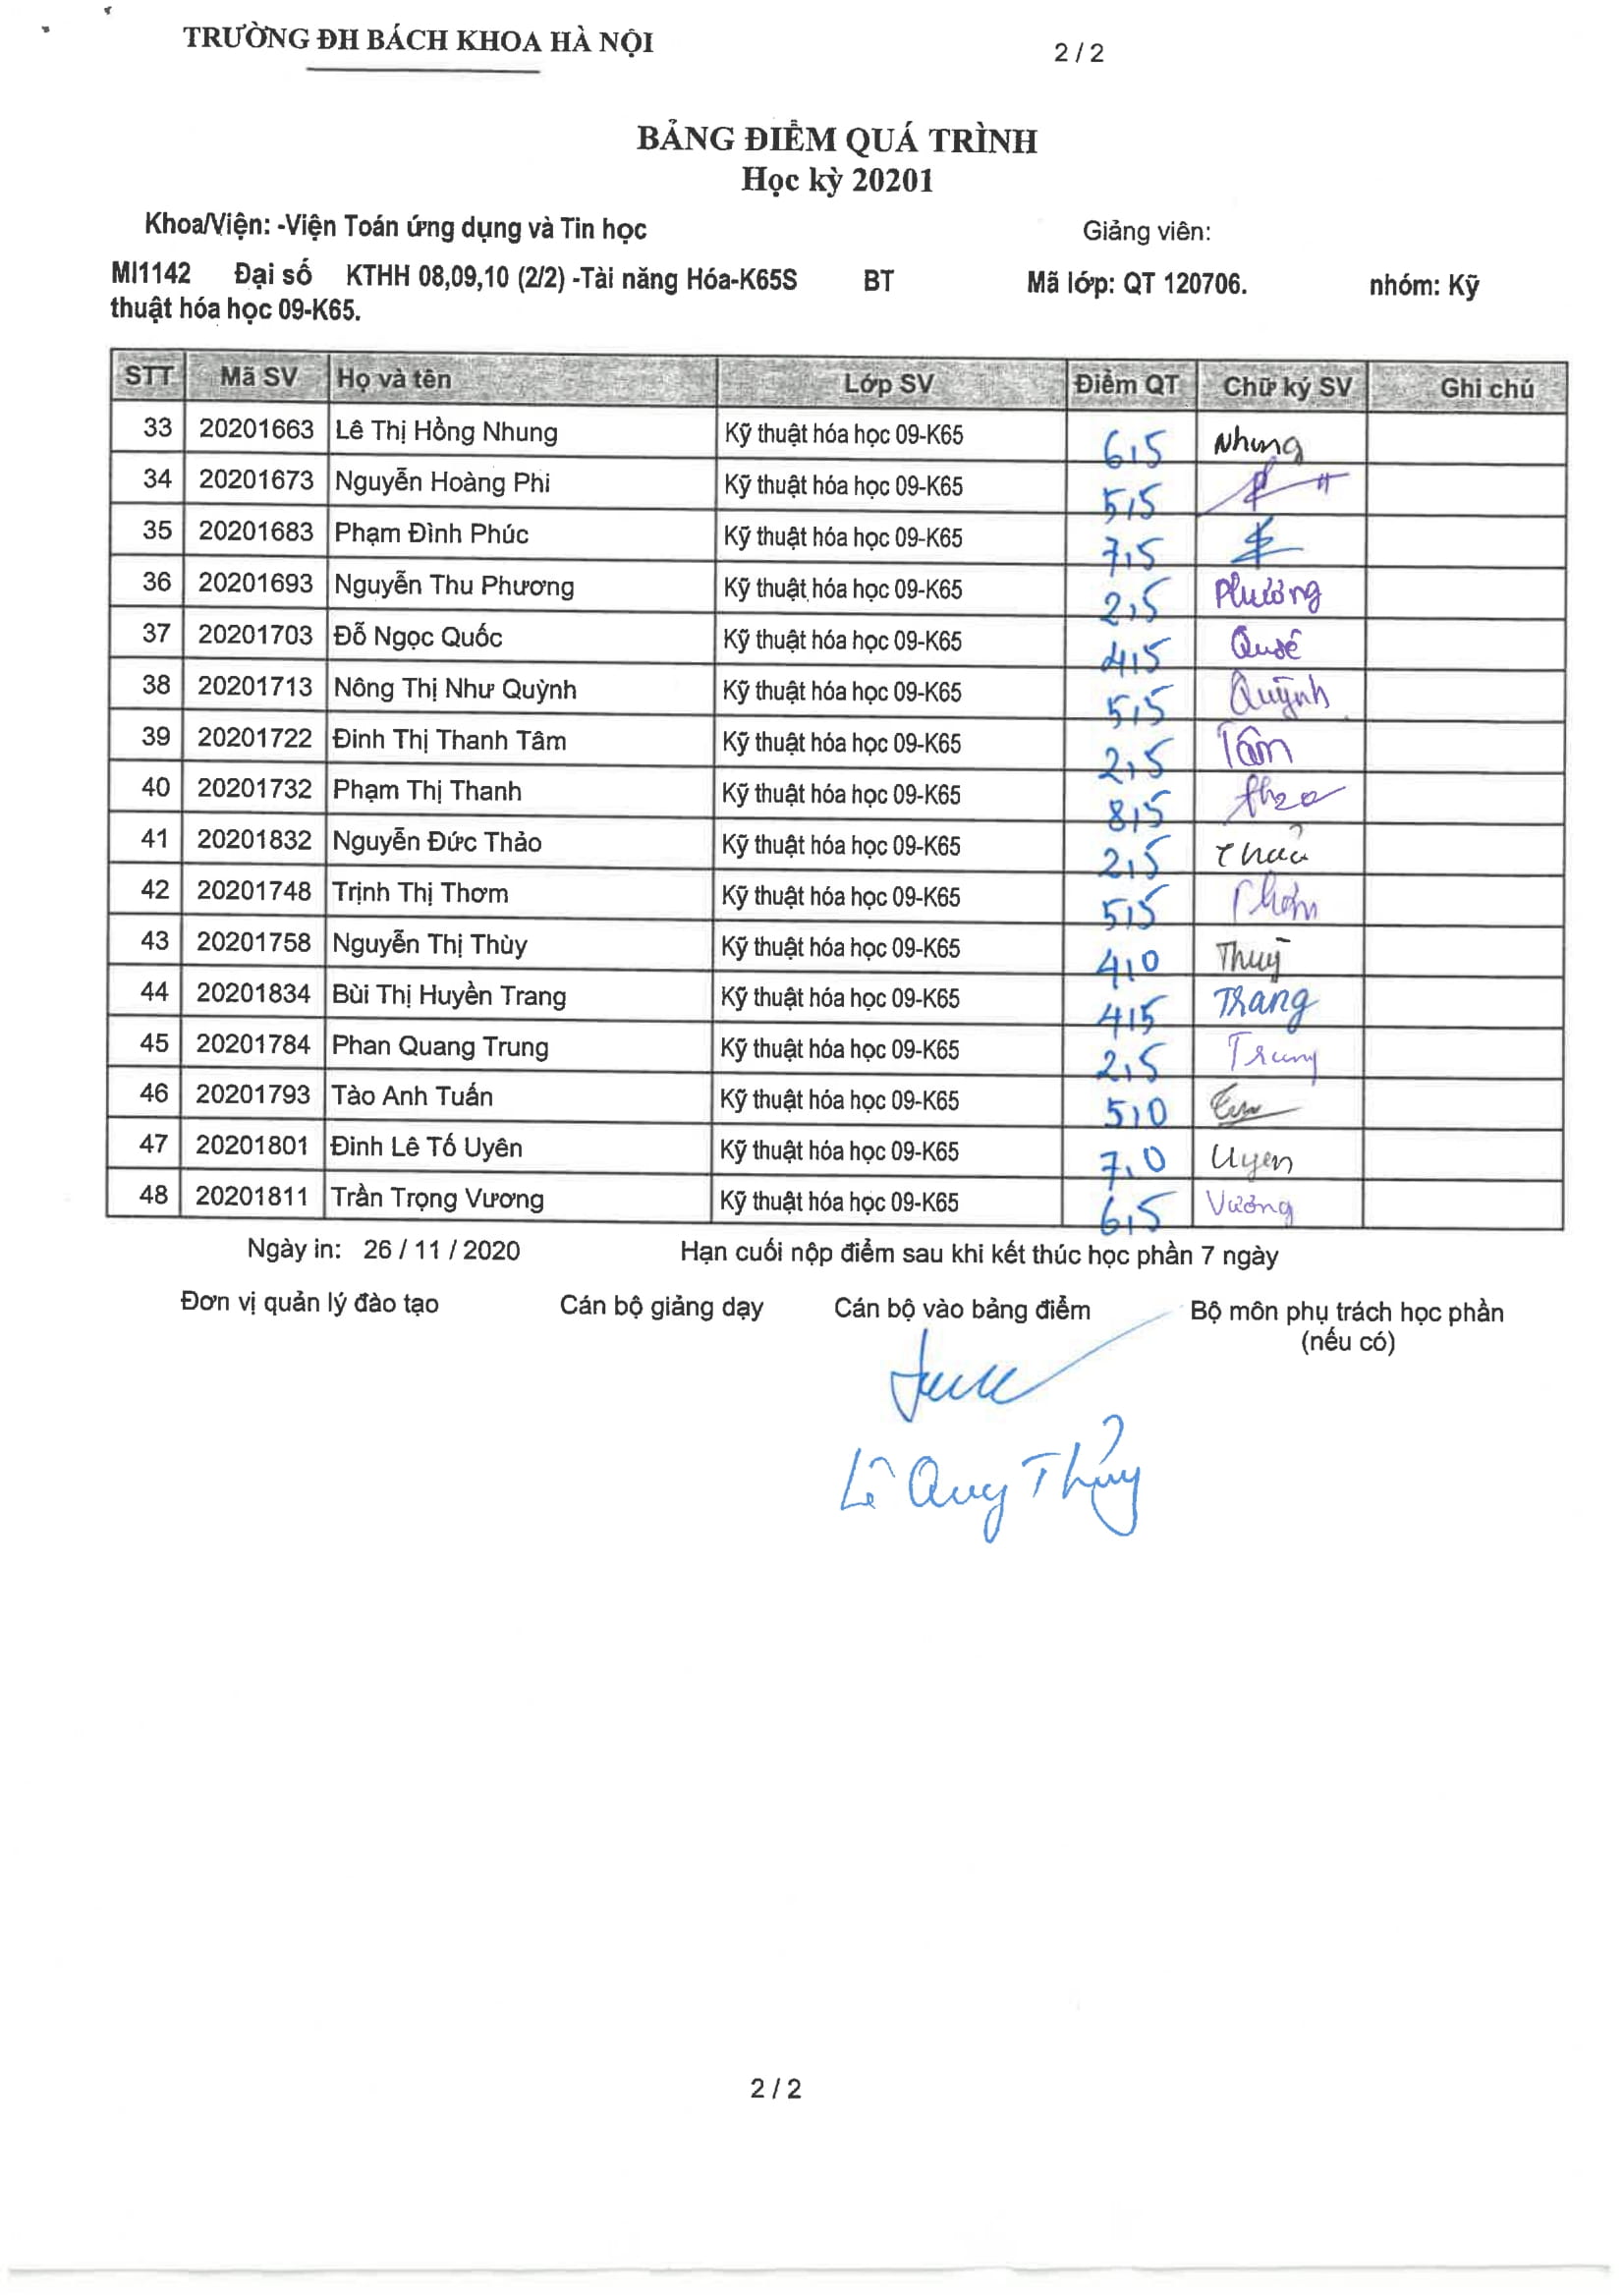 TRƯỜNG ĐH BÁCH KHOA HÀ NỘI 2 / 2
BẢNG ĐIỂM QUÁ TRÌNH
Học kỳ 20201
Khoa/Viện: -Viện Toán ứng dụng và Tin học Giảng viên:
MI1142 Đại số KTHH 08,09,10 (2/2) -Tài năng Hóa-K65S BT Mã lớp: QT 120706. nhóm: Kỹ
thuật hóa học 09-K65.
STT Mã SV Họ và tên Lớp SV Điểm QT Chữ ký SV Ghi chú
33 20201663 Lê Thị Hồng Nhung Kỹ thuật hóa học 09-K65 6,5 Nhung
34 20201673 Nguyễn Hoàng Phi Kỹ thuật hóa học 09-K65 5,5
35 20201683 Phạm Đình Phúc Kỹ thuật hóa học 09-K65 7,5
36 20201693 Nguyễn Thu Phương Kỹ thuật hóa học 09-K65 2,5 Phương
37 20201703 Đỗ Ngọc Quốc Kỹ thuật hóa học 09-K65 4,5 Quốc
38 20201713 Nông Thị Như Quỳnh Kỹ thuật hóa học 09-K65 5,5 Quỳnh
39 20201722 Đinh Thị Thanh Tâm Kỹ thuật hóa học 09-K65 2,5 Tâm
40 20201732 Phạm Thị Thanh Kỹ thuật hóa học 09-K65 8,5
41 20201832 Nguyễn Đức Thảo Kỹ thuật hóa học 09-K65 2,5 Thảo
42 20201748 Trịnh Thị Thơm Kỹ thuật hóa học 09-K65 5,5 Thơm
43 20201758 Nguyễn Thị Thùy Kỹ thuật hóa học 09-K65 4,0 Thuỳ
44 20201834 Bùi Thị Huyền Trang Kỹ thuật hóa học 09-K65 4,5 Trang
45 20201784 Phan Quang Trung Kỹ thuật hóa học 09-K65 2,5 Trung
46 20201793 Tào Anh Tuấn Kỹ thuật hóa học 09-K65 5,0
47 20201801 Đinh Lê Tố Uyên Kỹ thuật hóa học 09-K65 7,0 Uyen
48 20201811 Trần Trọng Vương Kỹ thuật hóa học 09-K65 6,5 Vương
Ngày in: 26 / 11 / 2020 Hạn cuối nộp điểm sau khi kết thúc học phần 7 ngày
Đơn vị quản lý đào tạo Cán bộ giảng dạy Cán bộ vào bảng điểm Bộ môn phụ trách học phần
(nếu có)
Lê Quy Thủy
2 / 2